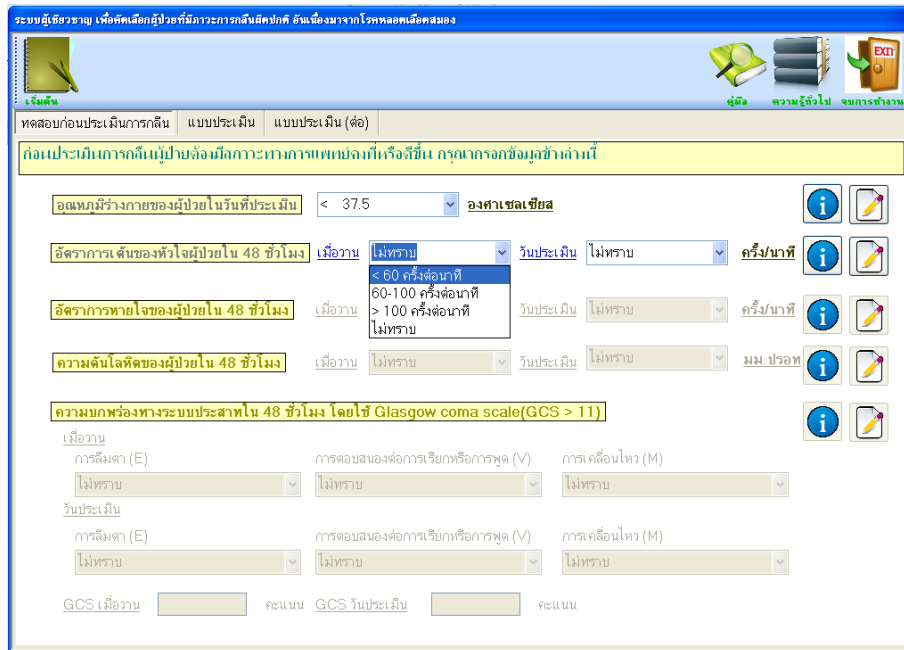 ระบบผู้เชี่ยวชาญ เพื่อคัดเลือกผู้ป่วยที่มีภาวะการกลืนผิดปกติ อันเนื่องมาจากโรคหลอดเลือดสมอง
EXIT
เริ่มต้น คู่มือ ความรู้ทั่วไป จบการทำงาน
ทดสอบก่อนประเมินการกลืน แบบประเมิน แบบประเมิน (ต่อ)
ก่อนประเมินการกลืนผู้ป่วยต้องมีสภาวะทางการแพทย์คงที่หรือดีขึ้น กรุณากรอกข้อมูลข้างล่างนี้
อุณหภูมิร่างกายของผู้ป่วยในวันที่ประเมิน < 37.5 องศาเซลเซียส
อัตราการเต้นของหัวใจผู้ป่วยใน 48 ชั่วโมง เมื่อวาน ไม่ทราบ วันประเมิน ไม่ทราบ ครั้ง/นาที
< 60 ครั้งต่อนาที
60-100 ครั้งต่อนาที
> 100 ครั้งต่อนาที
ไม่ทราบ
อัตราการหายใจของผู้ป่วยใน 48 ชั่วโมง เมื่อวาน วันประเมิน ไม่ทราบ ครั้ง/นาที
ความดันโลหิตของผู้ป่วยใน 48 ชั่วโมง เมื่อวาน ไม่ทราบ วันประเมิน ไม่ทราบ มม.ปรอท
ความบกพร่องทางระบบประสาทใน 48 ชั่วโมง โดยใช้ Glasgow coma scale(GCS > 11)
เมื่อวาน
การลืมตา (E) การตอบสนองต่อการเรียกหรือการพูด (V) การเคลื่อนไหว (M)
ไม่ทราบ ไม่ทราบ ไม่ทราบ
วันประเมิน
การลืมตา (E) การตอบสนองต่อการเรียกหรือการพูด (V) การเคลื่อนไหว (M)
ไม่ทราบ ไม่ทราบ ไม่ทราบ
GCS เมื่อวาน คะแนน GCS วันประเมิน คะแนน